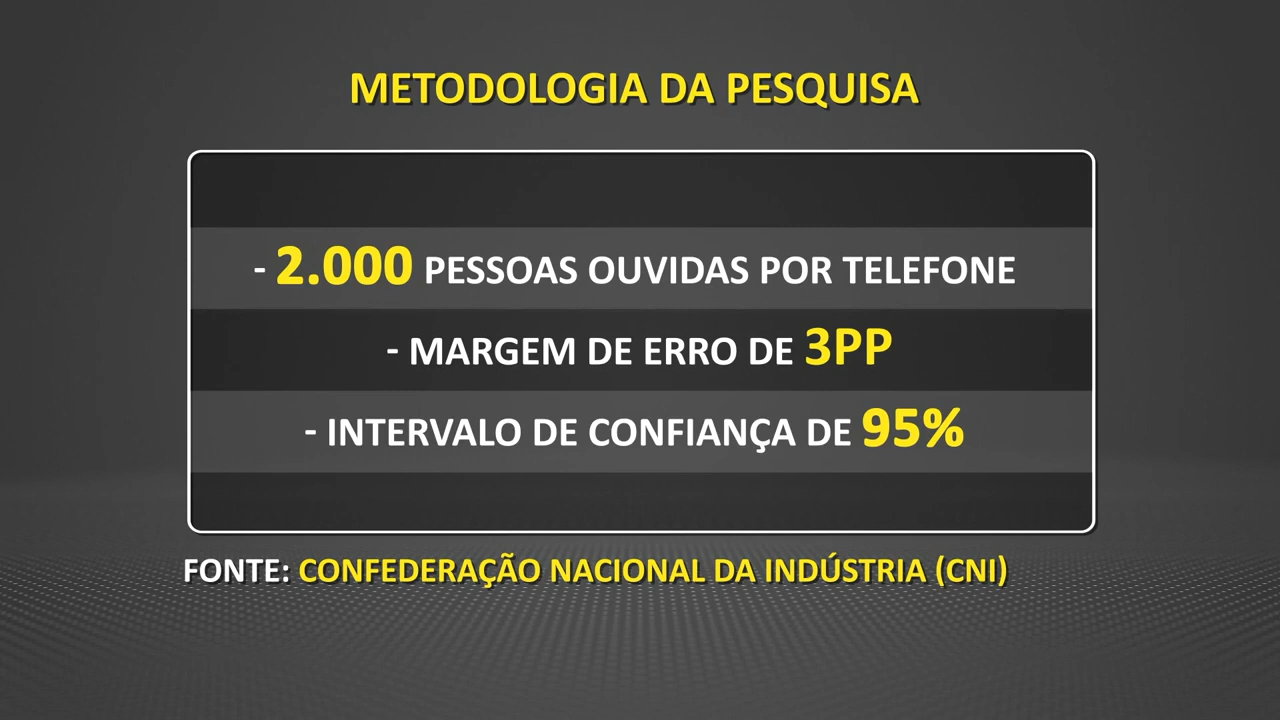 METODOLOGIA DA PESQUISA
- 2.000 PESSOAS OUVIDAS POR TELEFONE
- MARGEM DE ERRO DE 3PP
- INTERVALO DE CONFIANÇA DE 95%
FONTE: CONFEDERAÇÃO NACIONAL DA INDÚSTRIA (CNI)